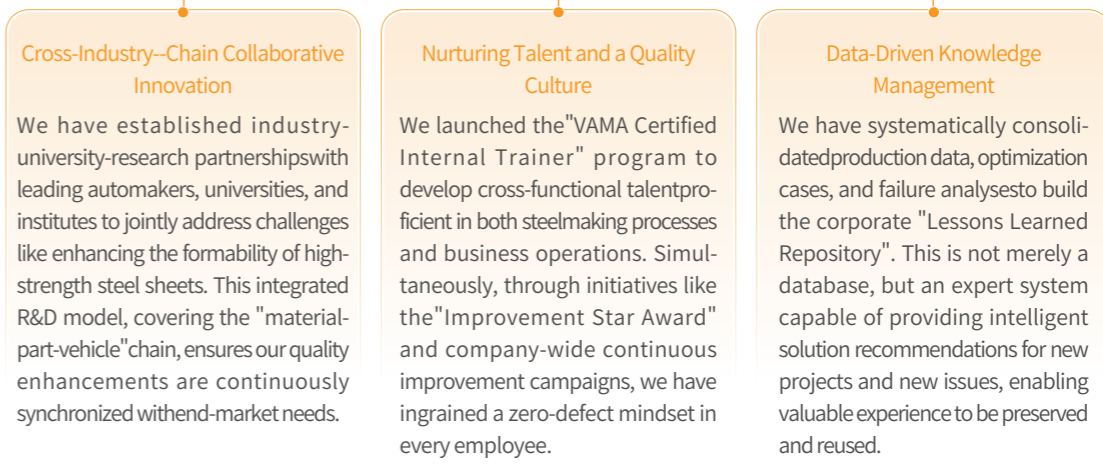 Cross-Industry--Chain Collaborative
Innovation
We have established industry-
university-research partnershipswith
leading automakers, universities, and
institutes to jointly address challenges
like enhancing the formability of high-
strength steel sheets. This integrated
R&D model, covering the "material-
part-vehicle"chain, ensures our quality
enhancements are continuously
synchronized withend-market needs.
Nurturing Talent and a Quality
Culture
We launched the"VAMA Certified
Internal Trainer" program to
develop cross-functional talentpro-
ficient in both steelmaking processes
and business operations. Simul-
taneously, through initiatives like
the"Improvement Star Award"
and company-wide continuous
improvement campaigns, we have
ingrained a zero-defect mindset in
every employee.
Data-Driven Knowledge
Management
We have systematically consoli-
datedproduction data, optimization
cases, and failure analysesto build
the corporate "Lessons Learned
Repository". This is not merely a
database, but an expert system
capable of providing intelligent
solution recommendations for new
projects and new issues, enabling
valuable experience to be preserved
and reused.